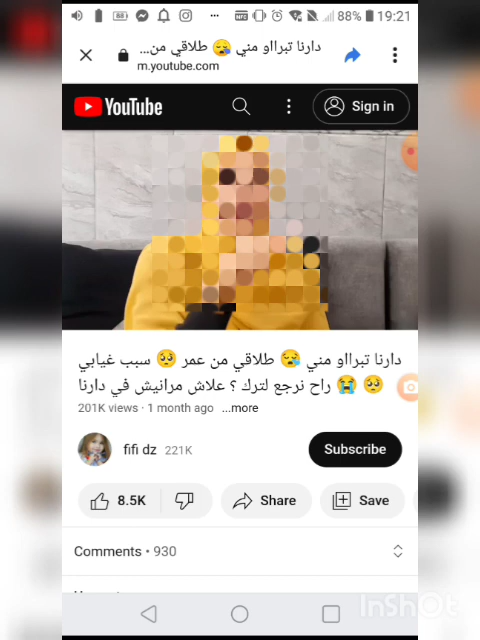 88% 19:21
دارنا تبرااو مني 😪 طلاقي من...
m.youtube.com
YouTube
Sign in
دارنا تبرااو مني 😪 طلاقي من عمر 🥺 سبب غيابي
🥺 😭 راح نرجع لترك ؟ علاش مرانيش في دارنا
201K views · 1 month ago ...more
fifi dz 221K
Subscribe
8.5K
Share
Save
Comments • 930
InShOt